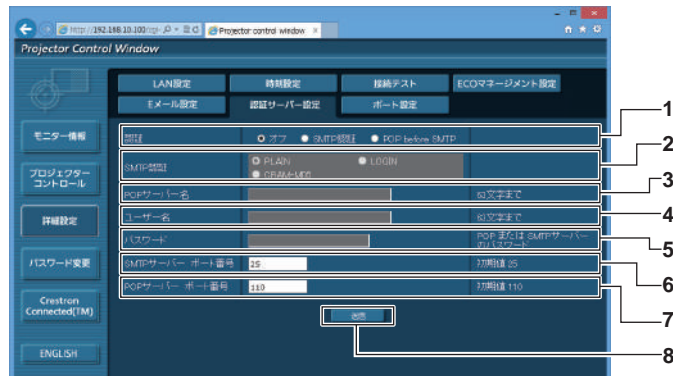 http://192.168.10.100/cgi-
Projector control window
Projector Control Window
LAN設定 時刻設定 接続テスト ECOマネージメント設定
Eメール設定 認証サーバー設定 ポート設定
モニター情報
プロジェクター
コントロール
詳細設定
パスワード変更
Crestron
Connected(TM)
ENGLISH
認証 オフ SMTP認証 POP before SMTP 1
SMTP認証 PLAIN LOGIN 2
CRAM-MD5
POPサーバー名 63文字まで 3
ユーザー名 63文字まで 4
パスワード POP または SMTPサーバー 5
のパスワード
SMTPサーバー ポート番号 25 初期値 25 6
POPサーバー ポート番号 110 初期値 110 7
送信 8